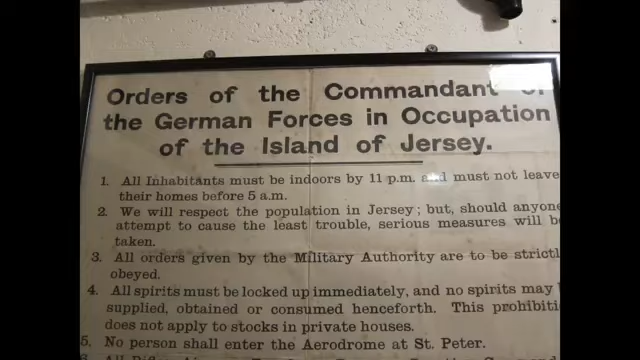 Orders of the Commandant of
the German Forces in Occupation
of the Island of Jersey.
1. All Inhabitants must be indoors by 11 p.m. and must not leave
their homes before 5 a.m.
2. We will respect the population in Jersey; but, should anyone
attempt to cause the least trouble, serious measures will be
taken.
3. All orders given by the Military Authority are to be strictl
obeyed.
4. All spirits must be locked up immediately, and no spirits may
supplied, obtained or consumed henceforth. This prohibiti
does not apply to stocks in private houses.
5. No person shall enter the Aerodrome at St. Peter.